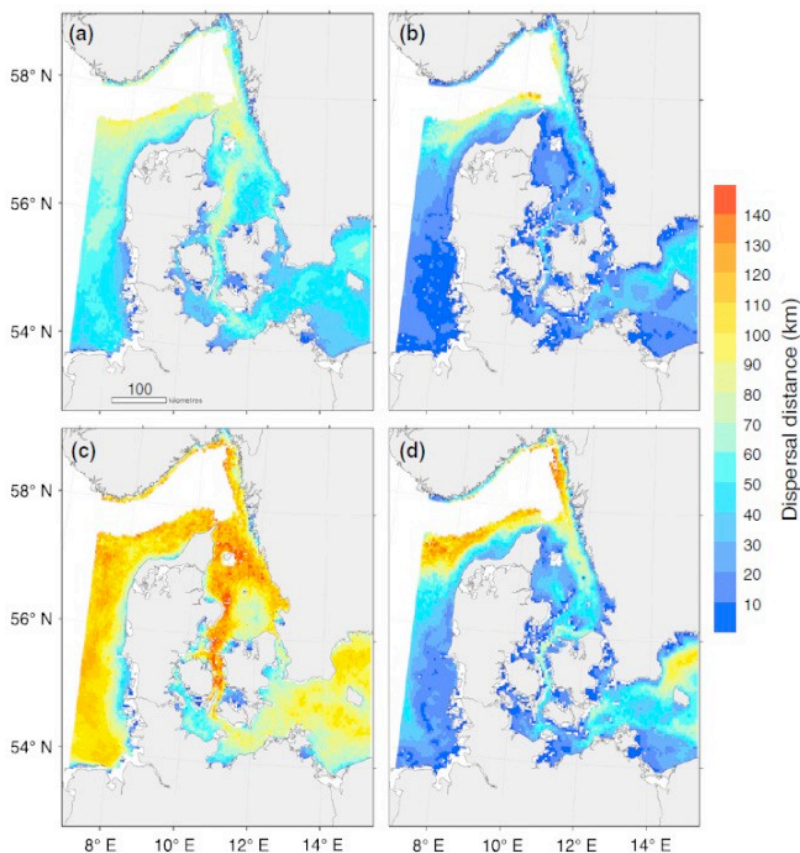 (a)
(b)
58° N
56° N
54° N
100
kilometres
(c)
(d)
58° N
56° N
54° N
8° E 10° E 12° E 14° E
8° E 10° E 12° E 14° E
140
130
120
110
100
90
80
70
60
50
40
30
20
10
Dispersal distance (km)